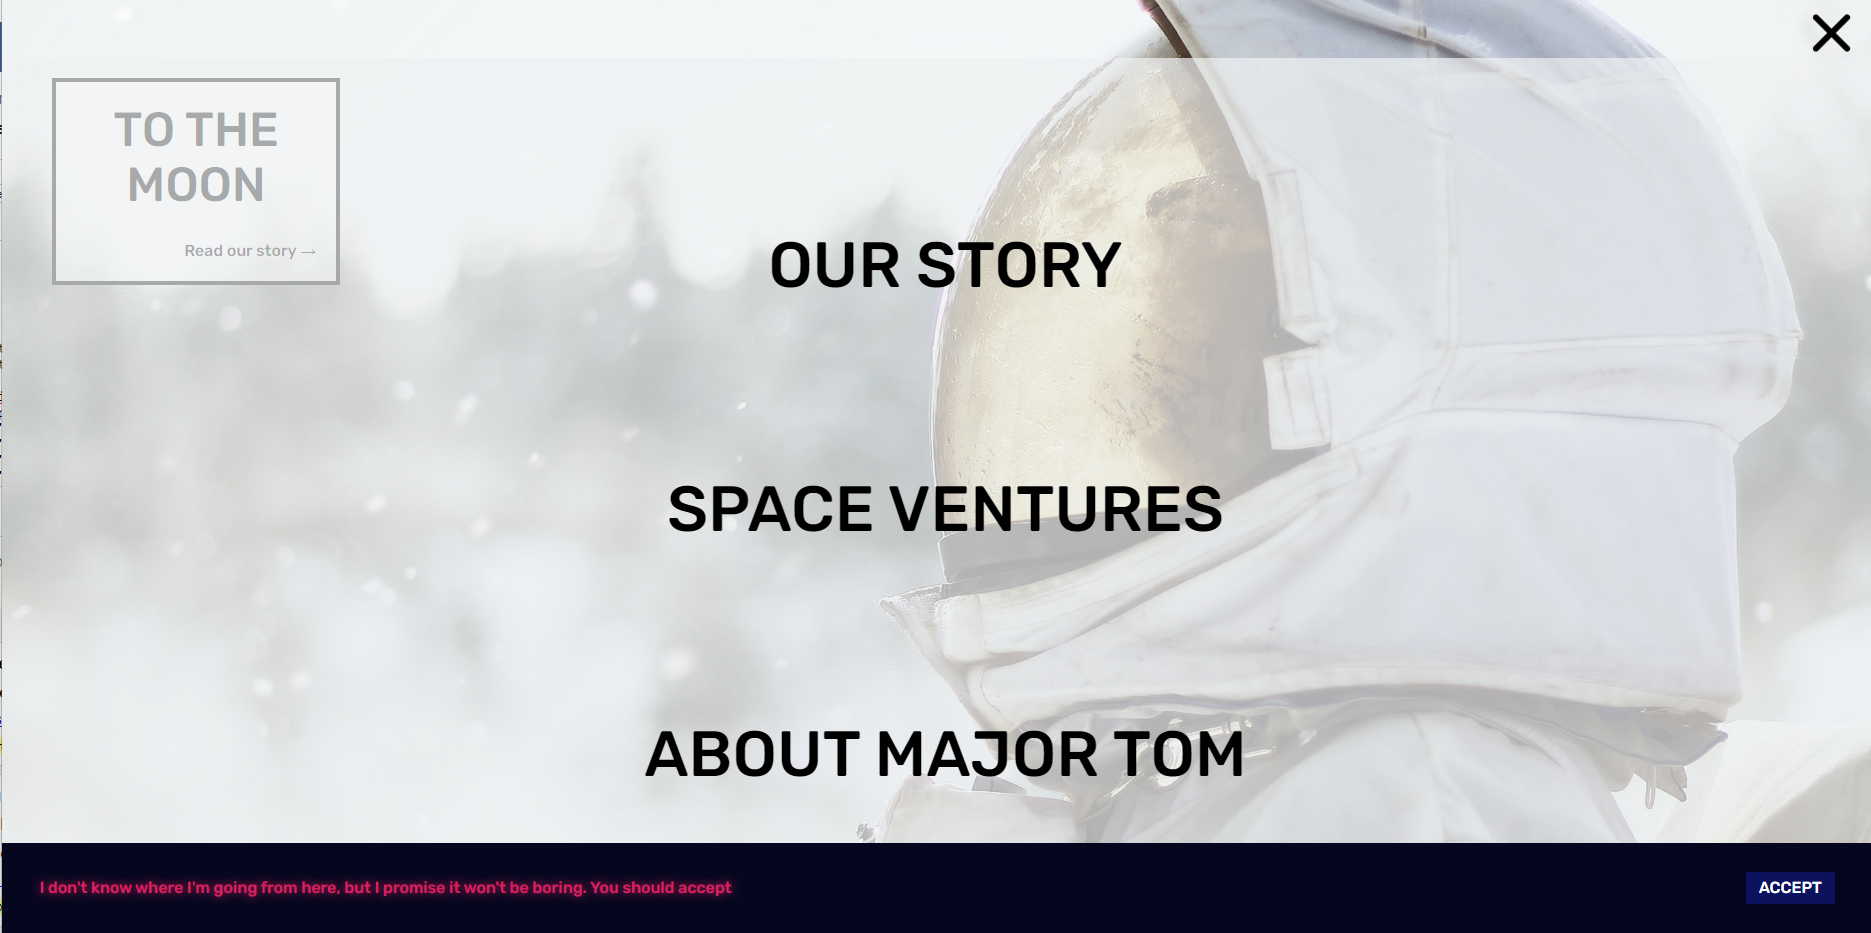 TO THE
MOON
Read our story →
OUR STORY
SPACE VENTURES
ABOUT MAJOR TOM
I don't know where I'm going from here, but I promise it won't be boring. You should accept
ACCEPT